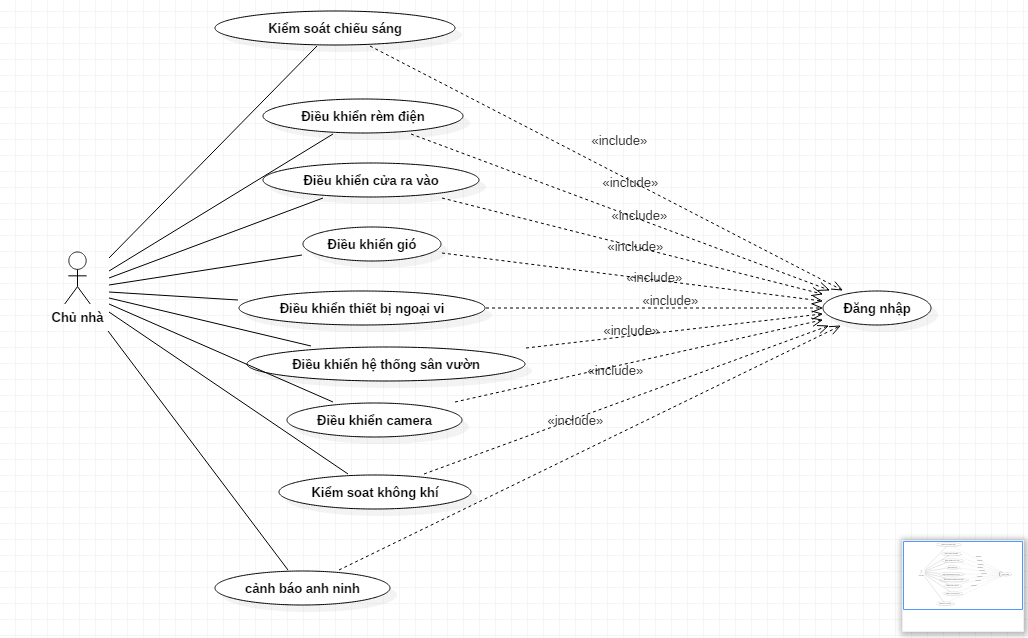 Kiểm soát chiếu sáng
Điều khiển rèm điện
«include»
Điều khiển cửa ra vào
«include»
«include»
Điều khiển gió
«include»
«include»
«include»
Điều khiển thiết bị ngoại vi
Đăng nhập
Chủ nhà
«include»
Điều khiển hệ thống sân vườn
«include»
Điều khiển camera
«include»
Kiểm soat không khí
cảnh báo anh ninh